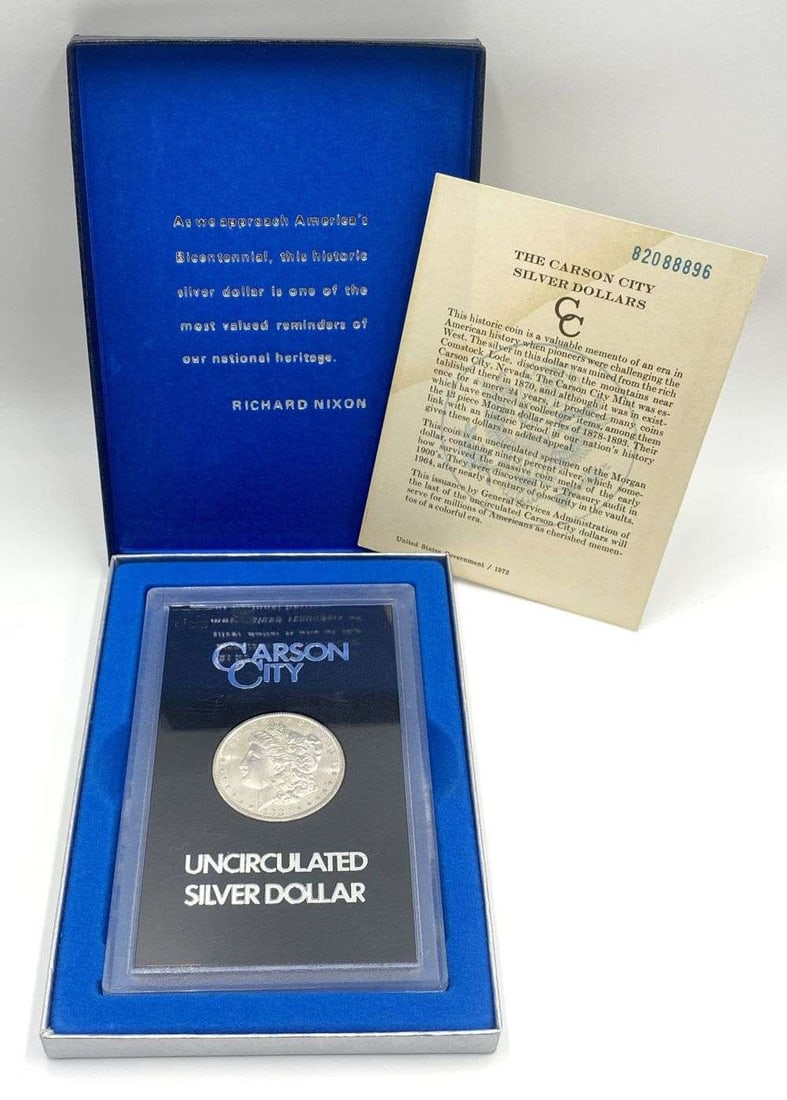 As we approach America's
Bicentennial, this historic
silver dollar is one of the
most valued reminders of
our national heritage.
RICHARD NIXON
82088896
THE CARSON CITY
SILVER DOLLARS
CC
This historic coin is a valuable memento of an era in
American history when pioneers were challenging the
West. The silver in this dollar was mined from the rich
Comstock Lode, discovered in the mountains near
Carson City, Nevada. The Carson City Mint was es-
tablished there in 1870, and although it was in exist-
ence for a mere 24 years, it produced many coins
which have endured as collectors' items, among them
the 13 piece Morgan dollar series of 1878-1893. Their
link with an historic period in our nation's history
gives these dollars an added appeal.
This coin is an uncirculated specimen of the Morgan
dollar, containing ninety percent silver, which some-
how survived the massive coin melts of the early
1900's. They were discovered by a Treasury audit in
1964, after nearly a century of obscurity in the vaults.
This issuance by General Services Administration of
the last of the uncirculated Carson City dollars will
serve for millions of Americans as cherished memen-
tos of a colorful era.
United States Government / 1972
CARSON
CITY
UNCIRCULATED
SILVER DOLLAR